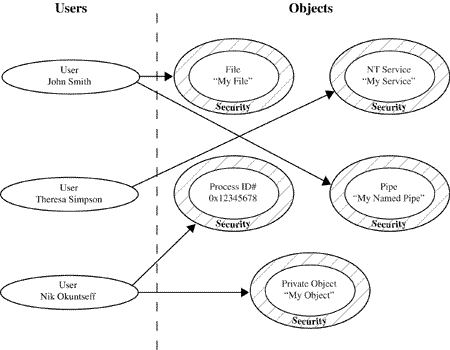 Users
Objects
User
John Smith
File
“My File”
Security
NT Service
“My Service”
Security
User
Theresa Simpson
Process ID#
0x12345678
Security
Pipe
“My Named Pipe”
Security
User
Nik Okuntseff
Private Object
“My Object”
Security